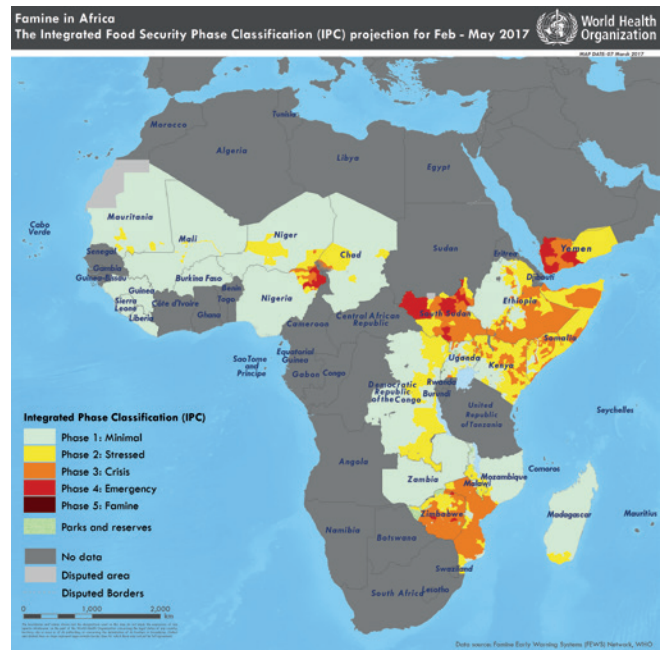 Famine in Africa
The Integrated Food Security Phase Classification (IPC) projection for Feb - May 2017
World Health
Organization
MAP DATE: 07 March 2017
Tunisia
Morocco
Algeria
Libya
Egypt
Cabo
Verde
Mauritania
Mali
Niger
Chad
Sudan
Eritrea
Yemen
Senegal
Gambia
Guinea-Bissau
Guinea
Sierra
Leone
Liberia
Burkina Faso
Côte d'Ivoire
Ghana
Togo
Benin
Nigeria
Cameroon
Central African
Republic
South Sudan
Ethiopia
Djibouti
Somalia
Equatorial
Guinea
Sao Tome
and
Principe
Gabon
Congo
Democratic
Republic
of the Congo
Uganda
Kenya
Rwanda
Burundi
United
Republic
of Tanzania
Seychelles
Angola
Zambia
Malawi
Mozambique
Comoros
Madagascar
Mauritius
Zimbabwe
Namibia
Botswana
Swaziland
Lesotho
South Africa
Integrated Phase Classification (IPC)
Phase 1: Minimal
Phase 2: Stressed
Phase 3: Crisis
Phase 4: Emergency
Phase 5: Famine
Parks and reserves
No data
Disputed area
Disputed Borders
0 1,000 2,000
km
Data source: Famine Early Warning Systems (FEWS) Network, WHO